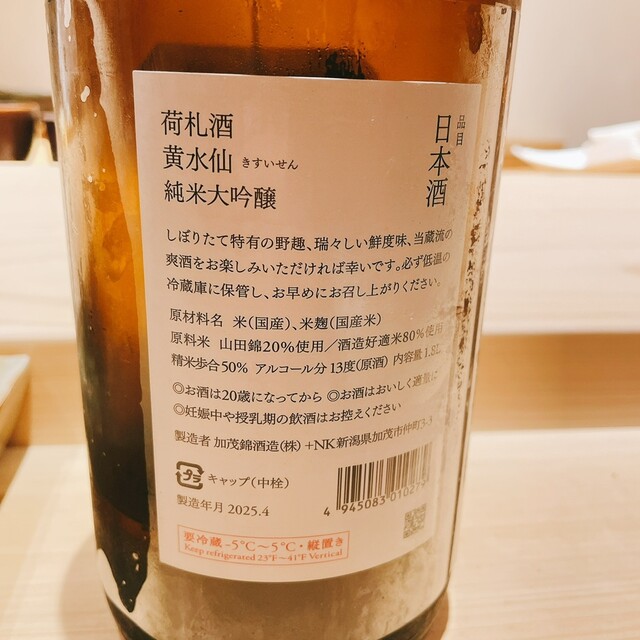 品目
日本酒
荷札酒
黄水仙 きすいせん
純米大吟醸
しぼりたて特有の野趣、瑞々しい鮮度味、当蔵流の
爽酒をお楽しみいただければ幸いです。必ず低温の
冷蔵庫に保管し、お早めにお召し上がりください。
原材料名 米(国産)、米麹(国産米)
原料米 山田錦20%使用/酒造好適米80%使用
精米歩合50% アルコール分13度(原酒) 内容量1.8L
◎お酒は20歳になってから ◎お酒はおいしく適量に
◎妊娠中や授乳期の飲酒はお控えください
製造者 加茂錦酒造(株)+NK新潟県加茂市仲町3-3
プラ キャップ(中栓)
製造年月 2025.4
4 945083 0102
要冷蔵 -5℃〜5℃・縦置き
Keep refrigerated 23°F〜41°F Vertical